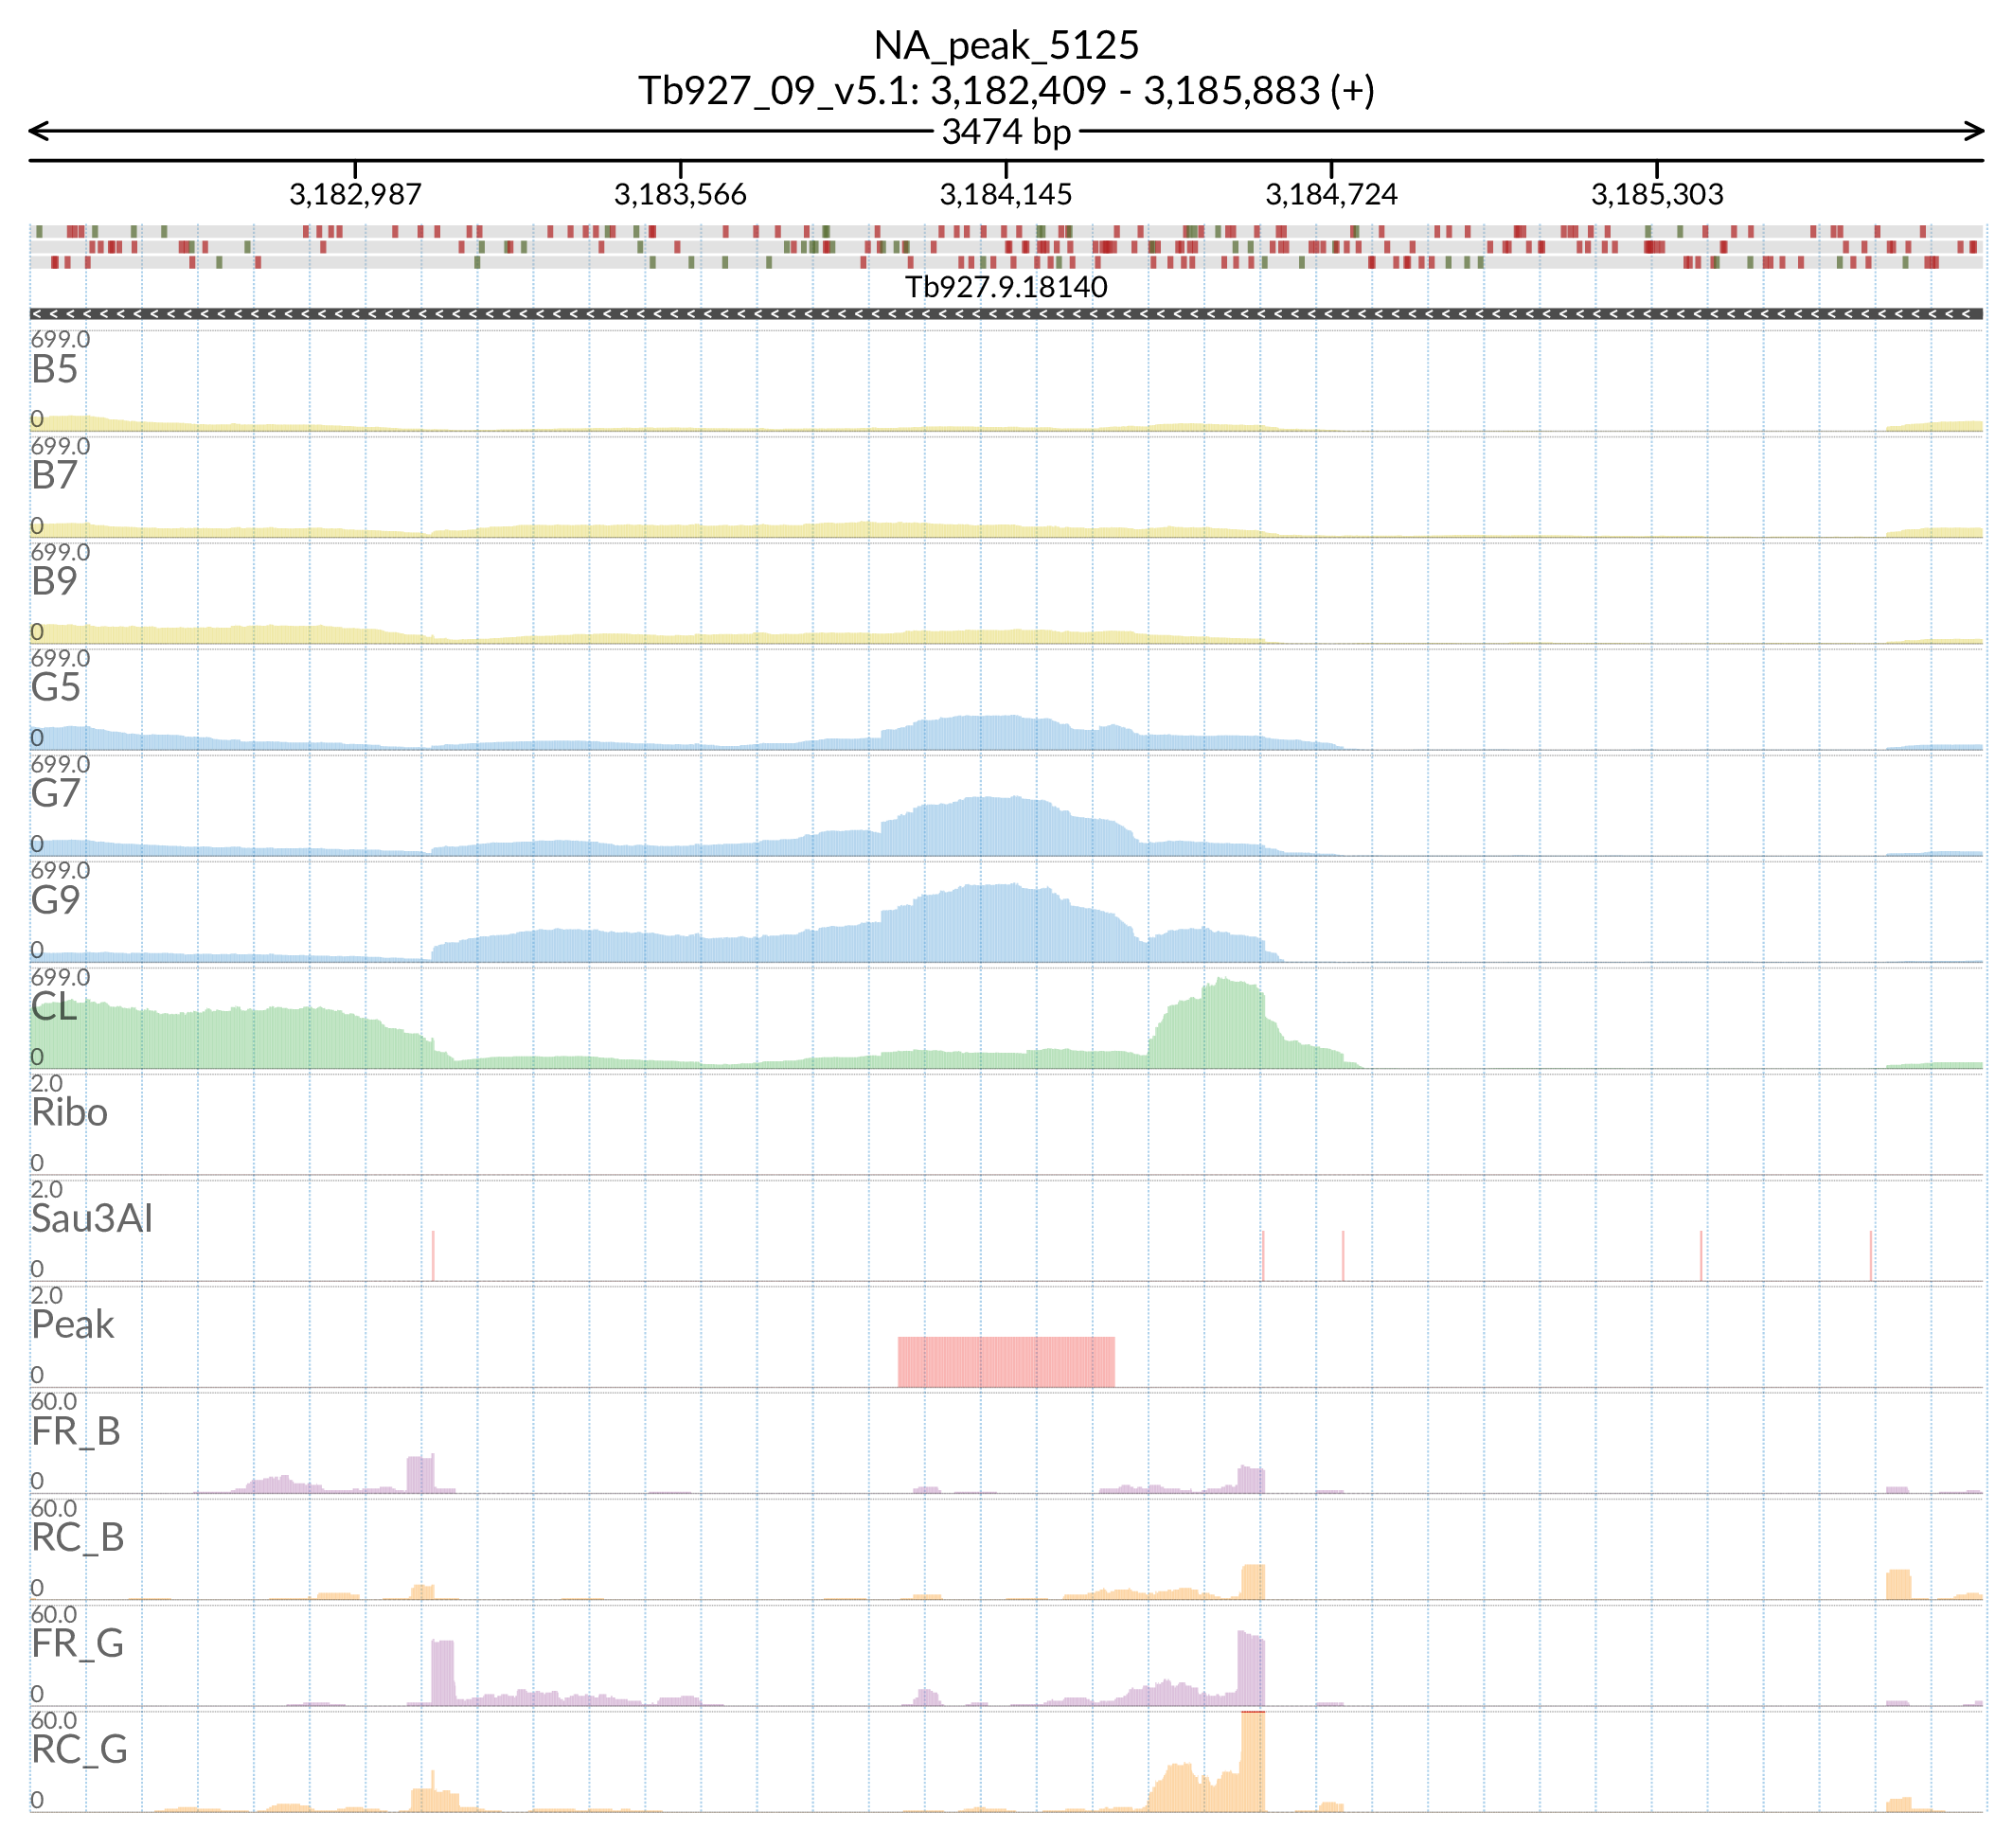 NA_peak_5125
Tb927_09_v5.1: 3,182,409 - 3,185,883 (+)
3474 bp
3,182,987 3,183,566 3,184,145 3,184,724 3,185,303
Tb927.9.18140
699.0
B5
0
699.0
B7
0
699.0
B9
0
699.0
G5
0
699.0
G7
0
699.0
G9
0
699.0
CL
0
2.0
Ribo
0
2.0
Sau3AI
0
2.0
Peak
0
60.0
FR_B
0
60.0
RC_B
0
60.0
FR_G
0
60.0
RC_G
0